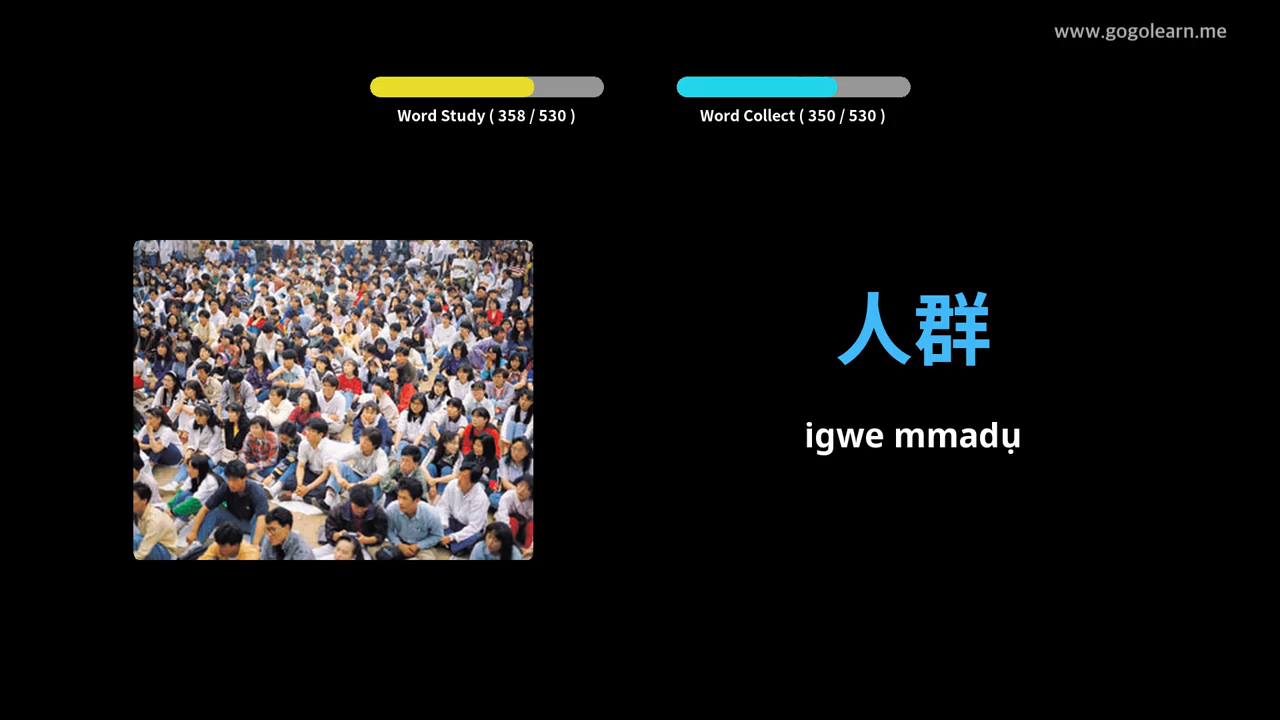 www.gogolearn.me
Word Study ( 358 / 530 )
Word Collect ( 350 / 530 )
人群
igwe mmadụ